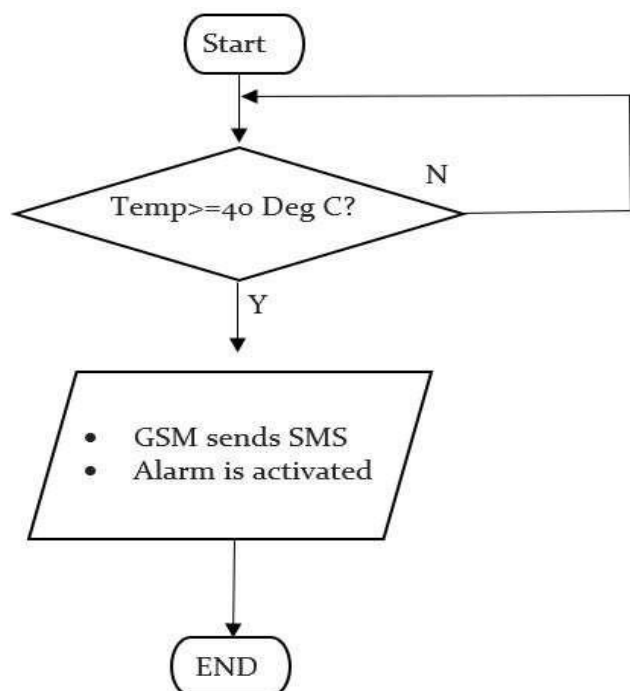 Start
N
Temp>=40 Deg C?
Y
• GSM sends SMS
• Alarm is activated
END